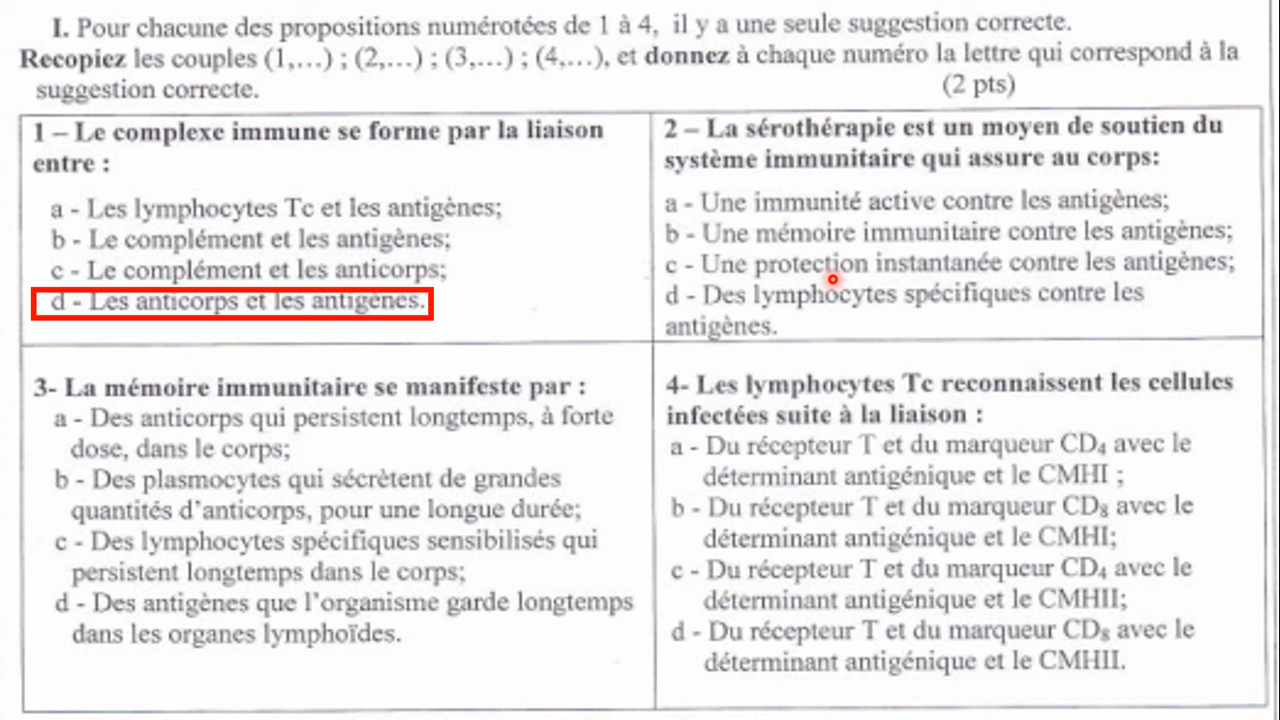 I. Pour chacune des propositions numérotées de 1 à 4, il y a une seule suggestion correcte.
Recopiez les couples (1,…) ; (2,…) ; (3,…) ; (4,…), et donnez à chaque numéro la lettre qui correspond à la
suggestion correcte. (2 pts)
1 – Le complexe immune se forme par la liaison
entre :
a - Les lymphocytes Tc et les antigènes;
b - Le complément et les antigènes;
c - Le complément et les anticorps;
d - Les anticorps et les antigènes.
2 – La sérothérapie est un moyen de soutien du
système immunitaire qui assure au corps:
a - Une immunité active contre les antigènes;
b - Une mémoire immunitaire contre les antigènes;
c - Une protection instantanée contre les antigènes;
d - Des lymphocytes spécifiques contre les
antigènes.
3- La mémoire immunitaire se manifeste par :
a - Des anticorps qui persistent longtemps, à forte
dose, dans le corps;
b - Des plasmocytes qui sécrètent de grandes
quantités d'anticorps, pour une longue durée;
c - Des lymphocytes spécifiques sensibilisés qui
persistent longtemps dans le corps;
d - Des antigènes que l'organisme garde longtemps
dans les organes lymphoïdes.
4- Les lymphocytes Tc reconnaissent les cellules
infectées suite à la liaison :
a - Du récepteur T et du marqueur CD₄ avec le
déterminant antigénique et le CMHI ;
b - Du récepteur T et du marqueur CD₈ avec le
déterminant antigénique et le CMHI;
c - Du récepteur T et du marqueur CD₄ avec le
déterminant antigénique et le CMHII;
d - Du récepteur T et du marqueur CD₈ avec le
déterminant antigénique et le CMHII.